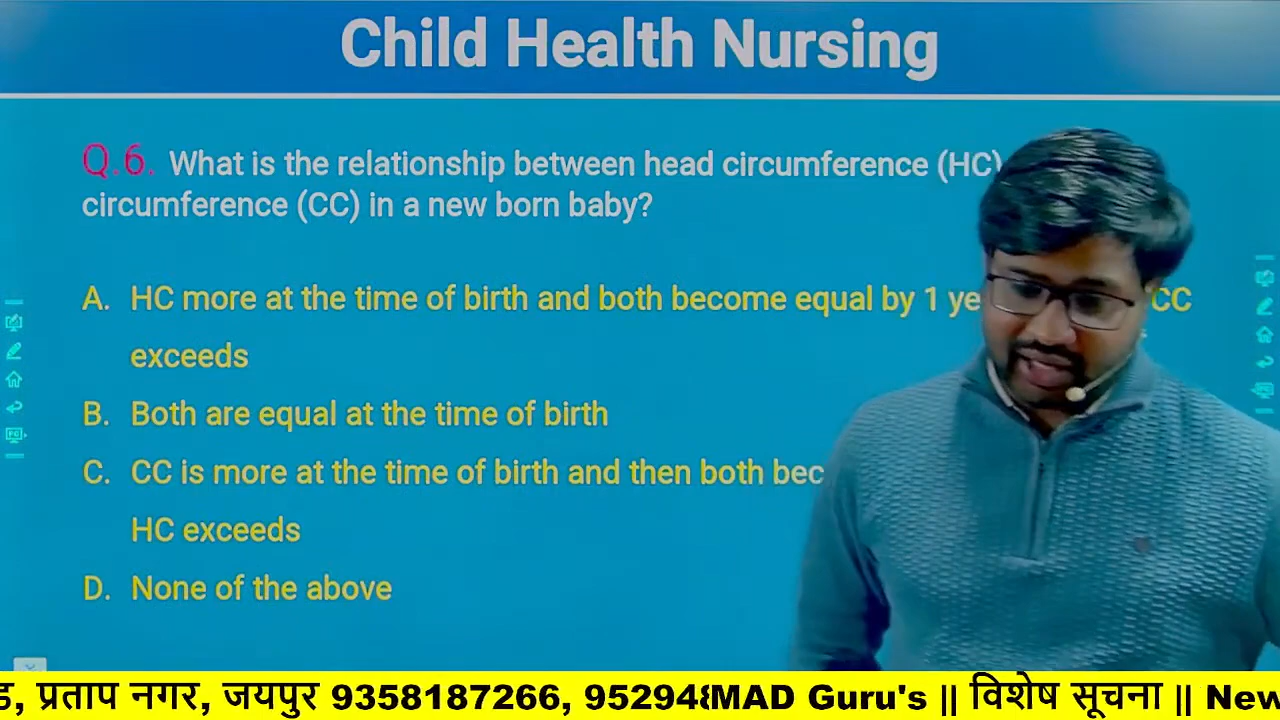 Child Health Nursing
Q.6. What is the relationship between head circumference (HC)
circumference (CC) in a new born baby?
A. HC more at the time of birth and both become equal by 1 CC
exceeds
B. Both are equal at the time of birth
C. CC is more at the time of birth and then both
HC exceeds
D. None of the above
प्रताप नगर, जयपुर 9358187266, MAD Guru's || विशेष सूचना || New